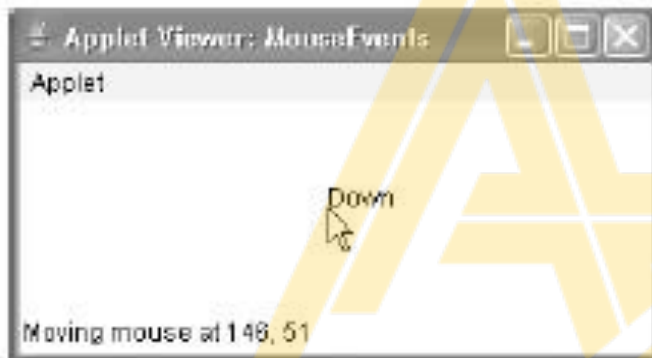 Applet Viewer: MouseEvents
Applet
Down
Moving mouse at 146, 51